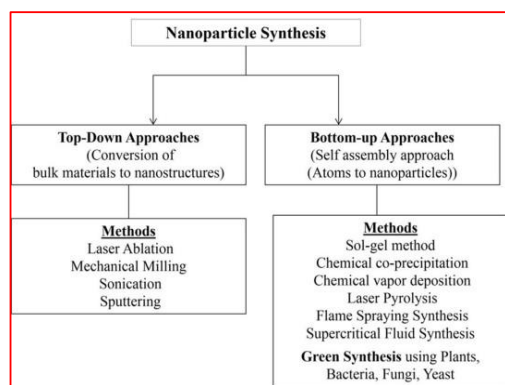 Nanoparticle Synthesis
Top-Down Approaches
(Conversion of
bulk materials to nanostructures)
Methods
Laser Ablation
Mechanical Milling
Sonication
Sputtering
Bottom-up Approaches
(Self assembly approach
(Atoms to nanoparticles))
Methods
Sol-gel method
Chemical co-precipitation
Chemical vapor deposition
Laser Pyrolysis
Flame Spraying Synthesis
Supercritical Fluid Synthesis
Green Synthesis using Plants,
Bacteria, Fungi, Yeast